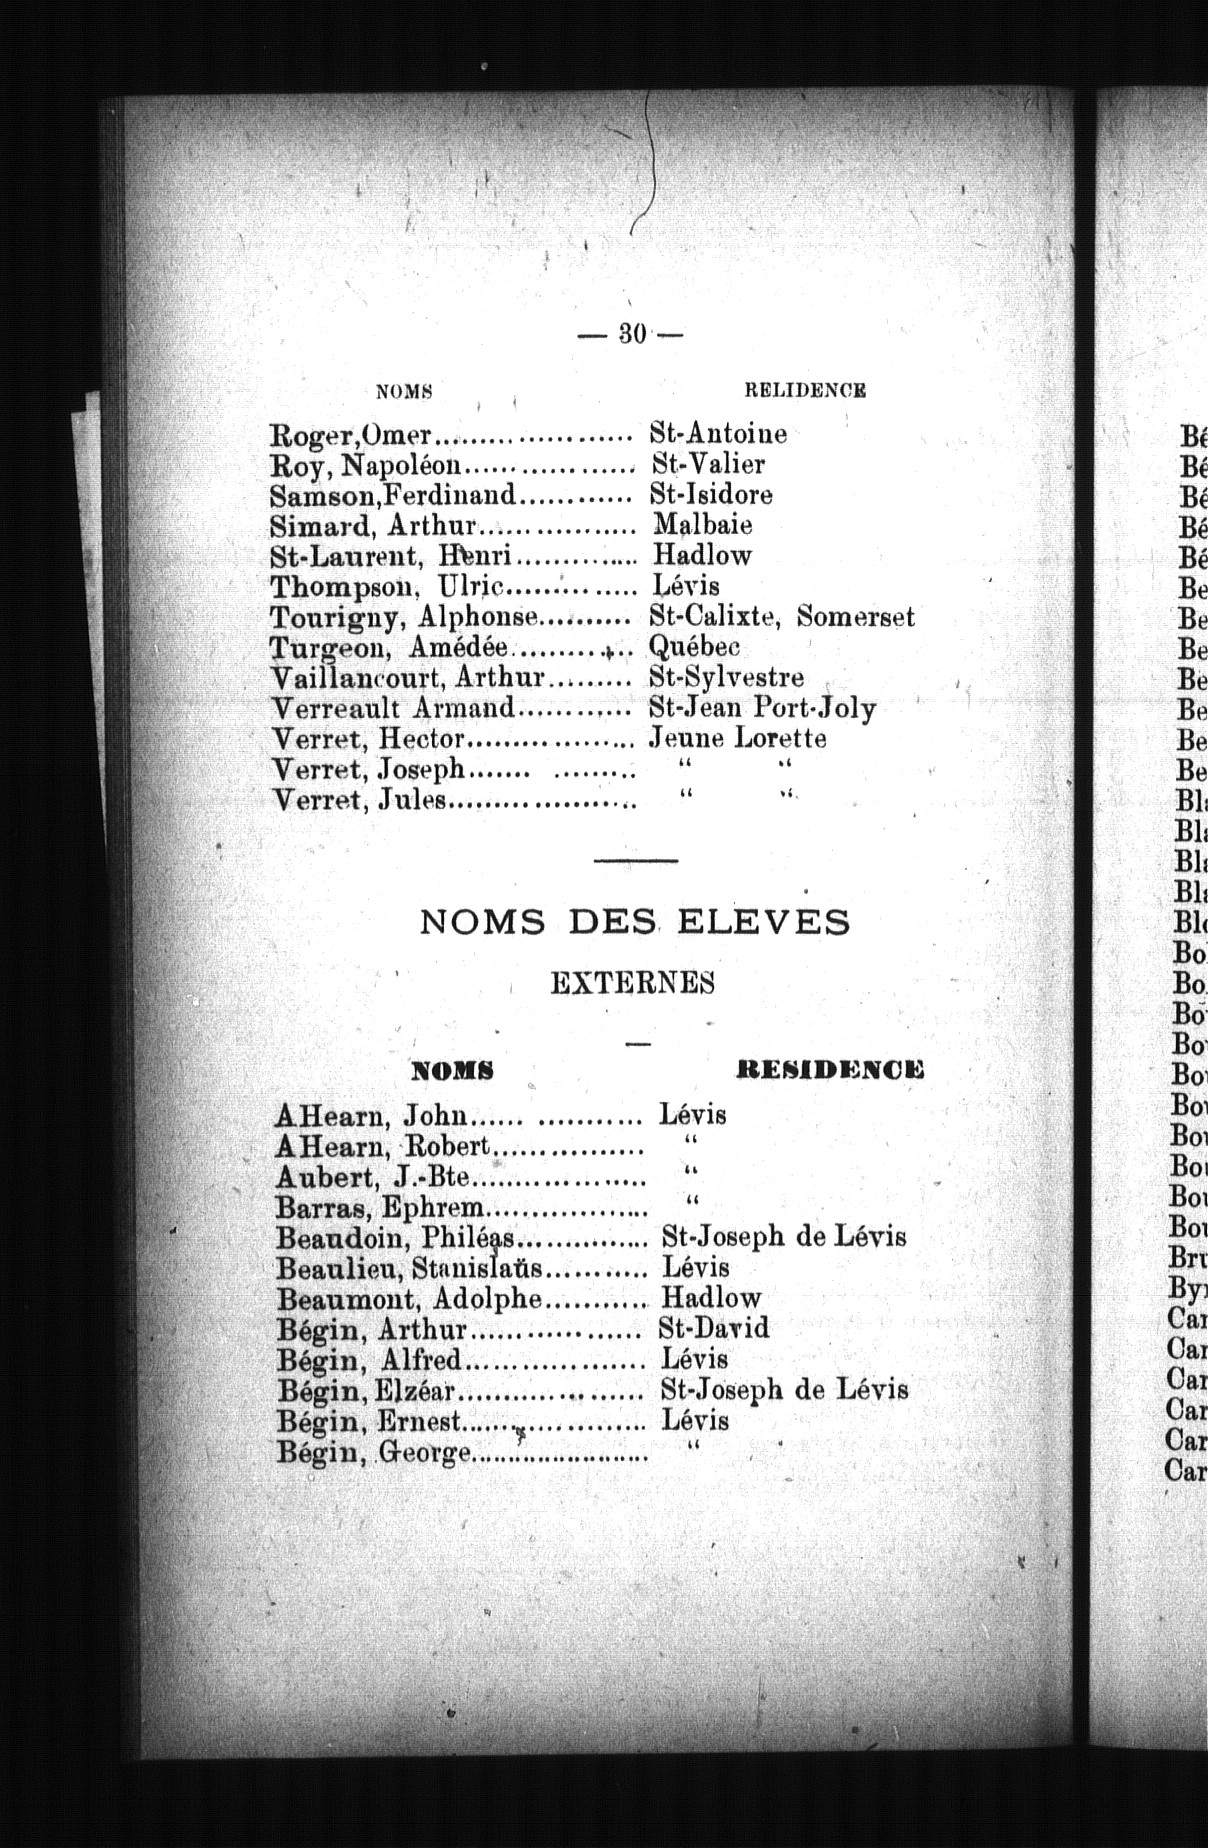 — 30 —
NOMS RELIDENCE
Roger,Omer...................... St-Antoine
Roy, Napoléon................... St-Valier
Samson,Ferdinand............ St-Isidore
Simard, Arthur................. Malbaie
St-Laurent, Henri.............. Hadlow
Thompson, Ulric............... Lévis
Tourigny, Alphonse.......... St-Calixte, Somerset
Turgeon, Amédée............. Québec
Vaillancourt, Arthur......... St-Sylvestre
Verreault Armand............ St-Jean Port-Joly
Verret, Hector.................. Jeune Lorette
Verret, Joseph....... ......... “ “
Verret, Jules..................... “ “
NOMS DES ELEVES
EXTERNES
NOMS RESIDENCE
AHearn, John...... ............ Lévis
AHearn, Robert................ “
Aubert, J.-Bte................... “
Barras, Ephrem.................. “
Beaudoin, Philéas............... St-Joseph de Lévis
Beaulieu, Stanislaüs........... Lévis
Beaumont, Adolphe........... Hadlow
Bégin, Arthur.................. St-David
Bégin, Alfred.................... Lévis
Bégin, Elzéar.................... St-Joseph de Lévis
Bégin, Ernest.................... Lévis
Bégin, George....................... “